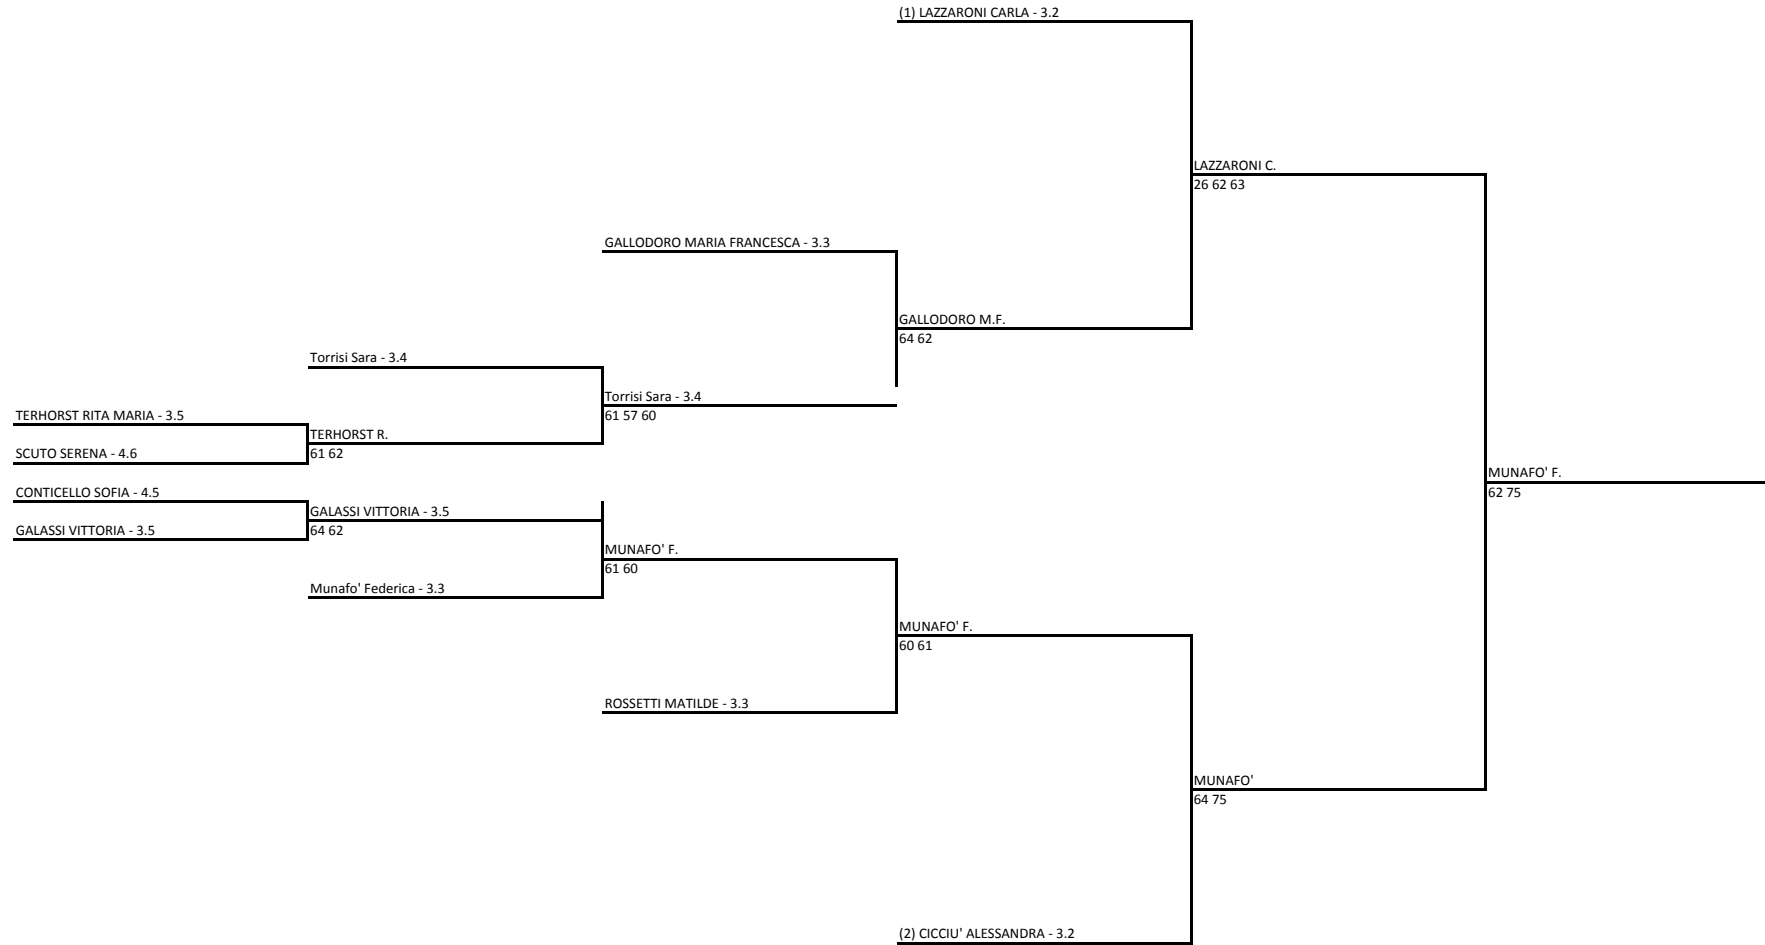 (1) LAZZARONI CARLA - 3.2
LAZZARONI C.
26 62 63
GALLODORO MARIA FRANCESCA - 3.3
GALLODORO M.F.
64 62
Torrisi Sara - 3.4
Torrisi Sara - 3.4
61 57 60
TERHORST RITA MARIA - 3.5
TERHORST R.
61 62
SCUTO SERENA - 4.6
MUNAFO' F.
62 75
CONTICELLO SOFIA - 4.5
GALASSI VITTORIA - 3.5
64 62
GALASSI VITTORIA - 3.5
MUNAFO' F.
61 60
Munafo' Federica - 3.3
MUNAFO' F.
60 61
ROSSETTI MATILDE - 3.3
MUNAFO'
64 75
(2) CICCIU' ALESSANDRA - 3.2